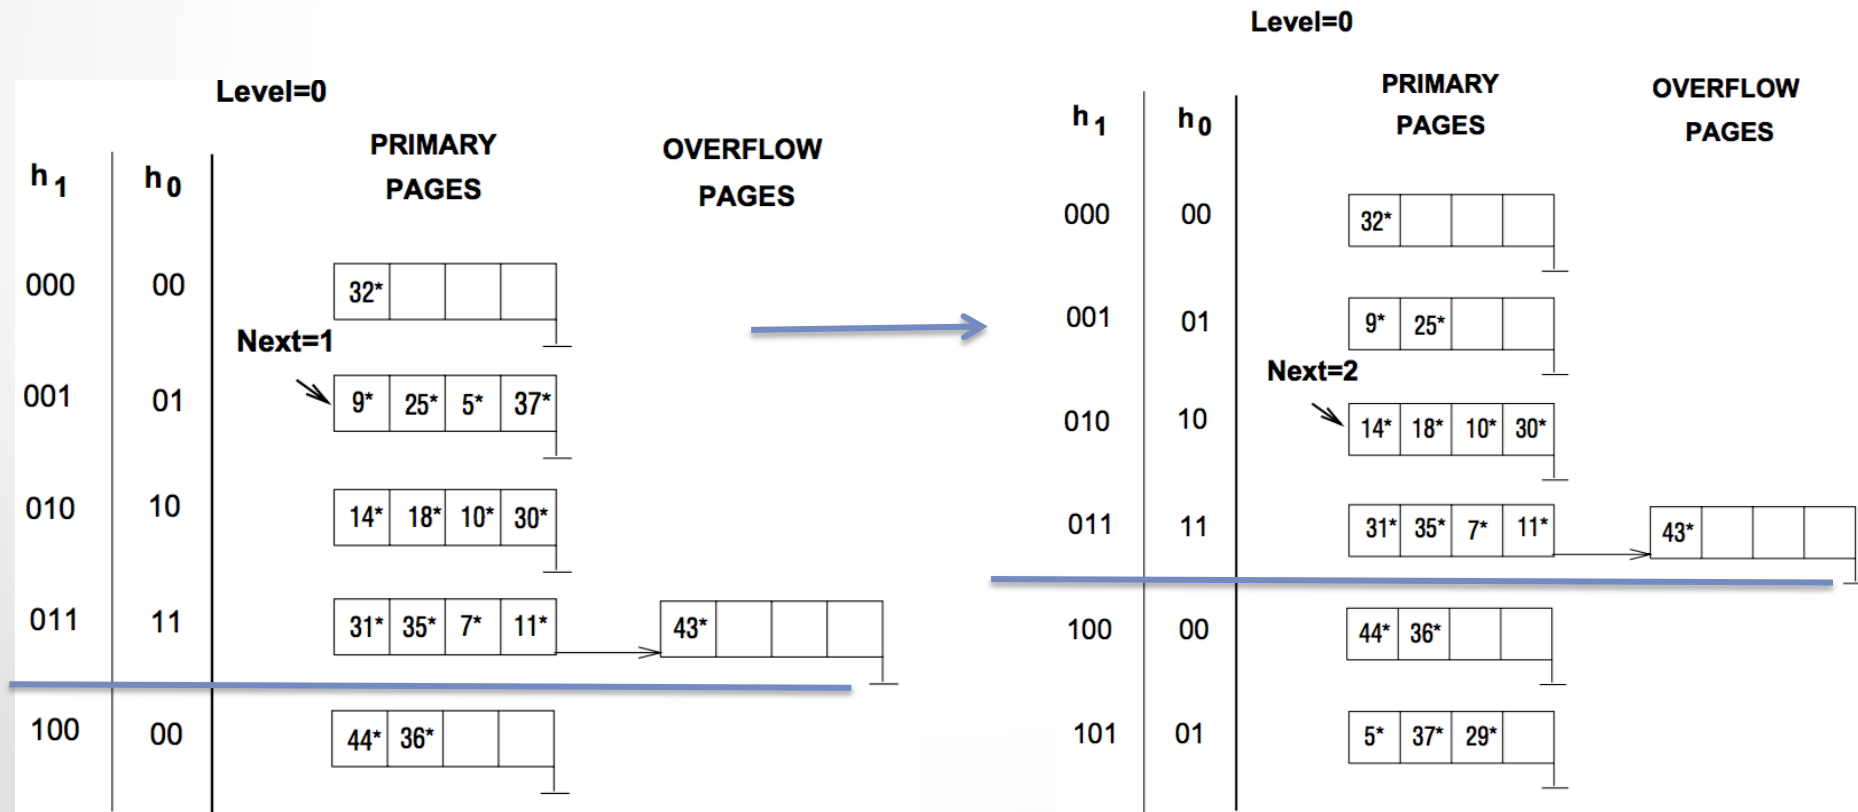 Level=0
h1 h0 PRIMARY PAGES OVERFLOW PAGES
000 00 32*
Next=1
001 01 9* 25* 5* 37*
010 10 14* 18* 10* 30*
011 11 31* 35* 7* 11* 43*
100 00 44* 36*
Level=0
h1 h0 PRIMARY PAGES OVERFLOW PAGES
000 00 32*
001 01 9* 25*
Next=2
010 10 14* 18* 10* 30*
011 11 31* 35* 7* 11* 43*
100 00 44* 36*
101 01 5* 37* 29*